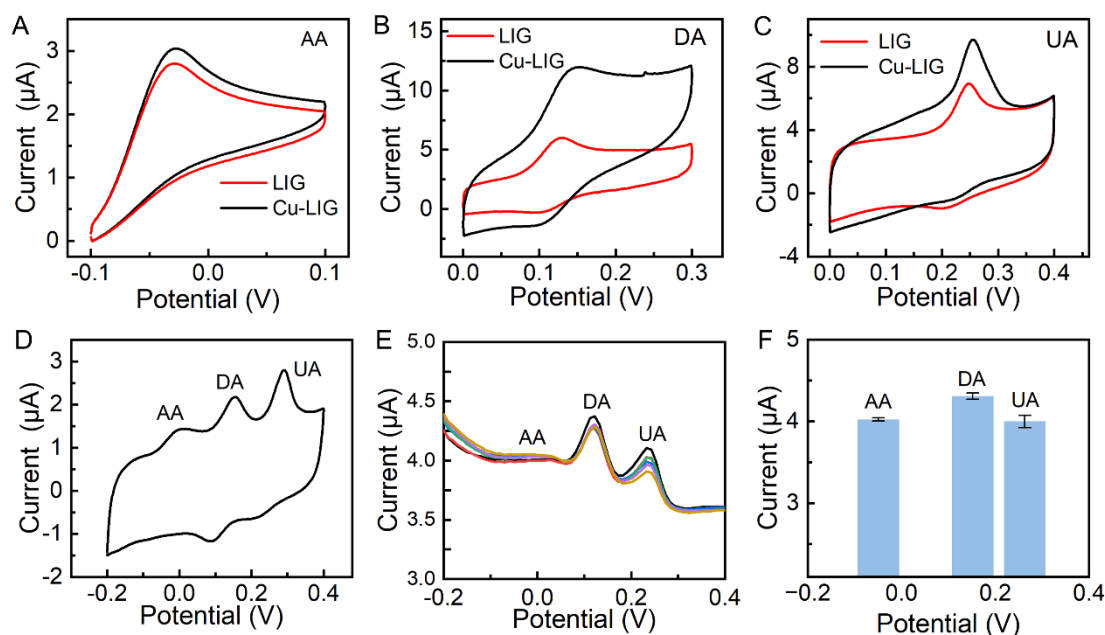 A
AA
3
2
1
0
-0.1
0.0
0.1
LIG
Cu-LIG
Current (μA)
Potential (V)
B
DA
15
10
5
0
0.0
0.1
0.2
0.3
LIG
Cu-LIG
Current (μA)
Potential (V)
C
UA
8
4
0
-4
0.0
0.1
0.2
0.3
0.4
LIG
Cu-LIG
Current (μA)
Potential (V)
D
AA
DA
UA
3
2
1
0
-1
-2
-0.2
0.0
0.2
0.4
Current (μA)
Potential (V)
E
AA
DA
UA
5.0
4.5
4.0
3.5
3.0
-0.2
0.0
0.2
0.4
Current (μA)
Potential (V)
F
AA
DA
UA
5
4
3
−0.2
0.0
0.2
0.4
Current (μA)
Potential (V)